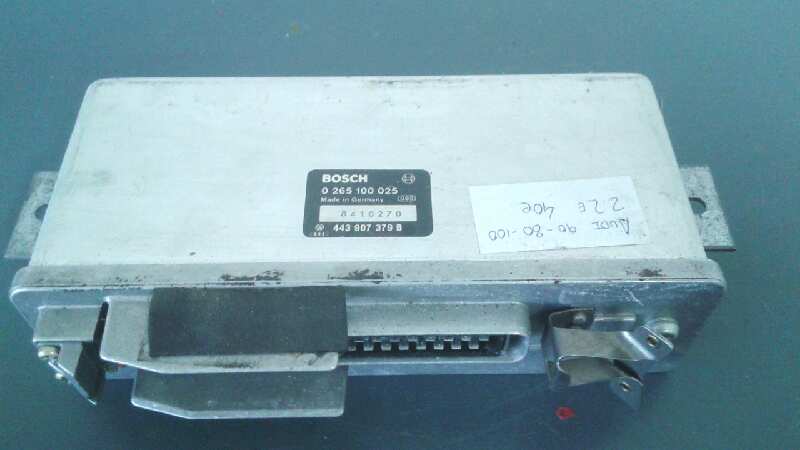 BOSCH
0 265 100 025
Made in Germany
8410270
443 907 379 B
AUDI 90-80-100
2.2 E 40e